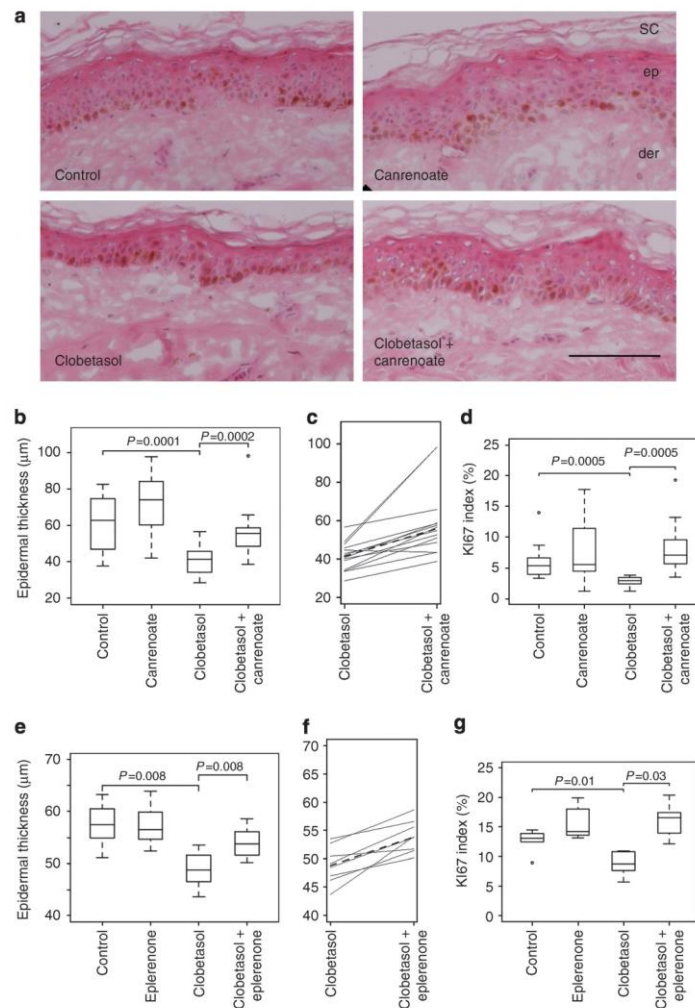 a
SC
ep
der
Control
Canrenoate
Clobetasol
Clobetasol +
canrenoate
b
Epidermal thickness (μm)
100
80
60
40
20
P=0.0001
P=0.0002
Control
Canrenoate
Clobetasol
Clobetasol +
canrenoate
c
100
80
60
40
20
Clobetasol
Clobetasol +
canrenoate
d
KI67 index (%)
25
20
15
10
5
0
P=0.0005
P=0.0005
Control
Canrenoate
Clobetasol
Clobetasol +
canrenoate
e
Epidermal thickness (μm)
70
60
50
40
P=0.008
P=0.008
Control
Eplerenone
Clobetasol
Clobetasol +
eplerenone
f
70
65
60
55
50
45
40
Clobetasol
Clobetasol +
eplerenone
g
KI67 index (%)
25
20
15
10
5
0
P=0.01
P=0.03
Control
Eplerenone
Clobetasol
Clobetasol +
eplerenone